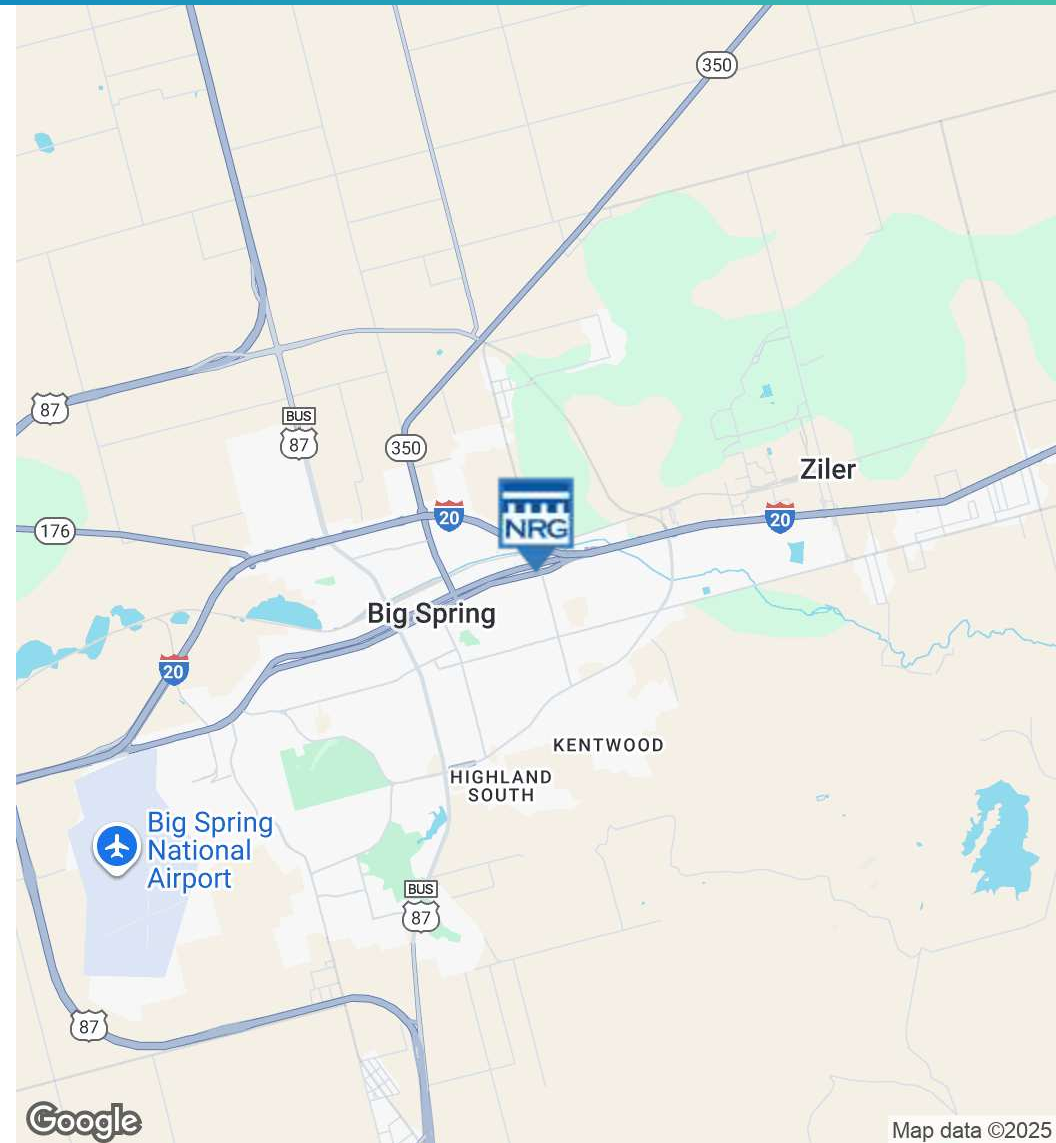 350
87
BUS
87
350
Ziler
20
NRG
20
176
Big Spring
20
KENTWOOD
HIGHLAND
SOUTH
Big Spring
National
Airport
BUS
87
87
Google
Map data ©2025